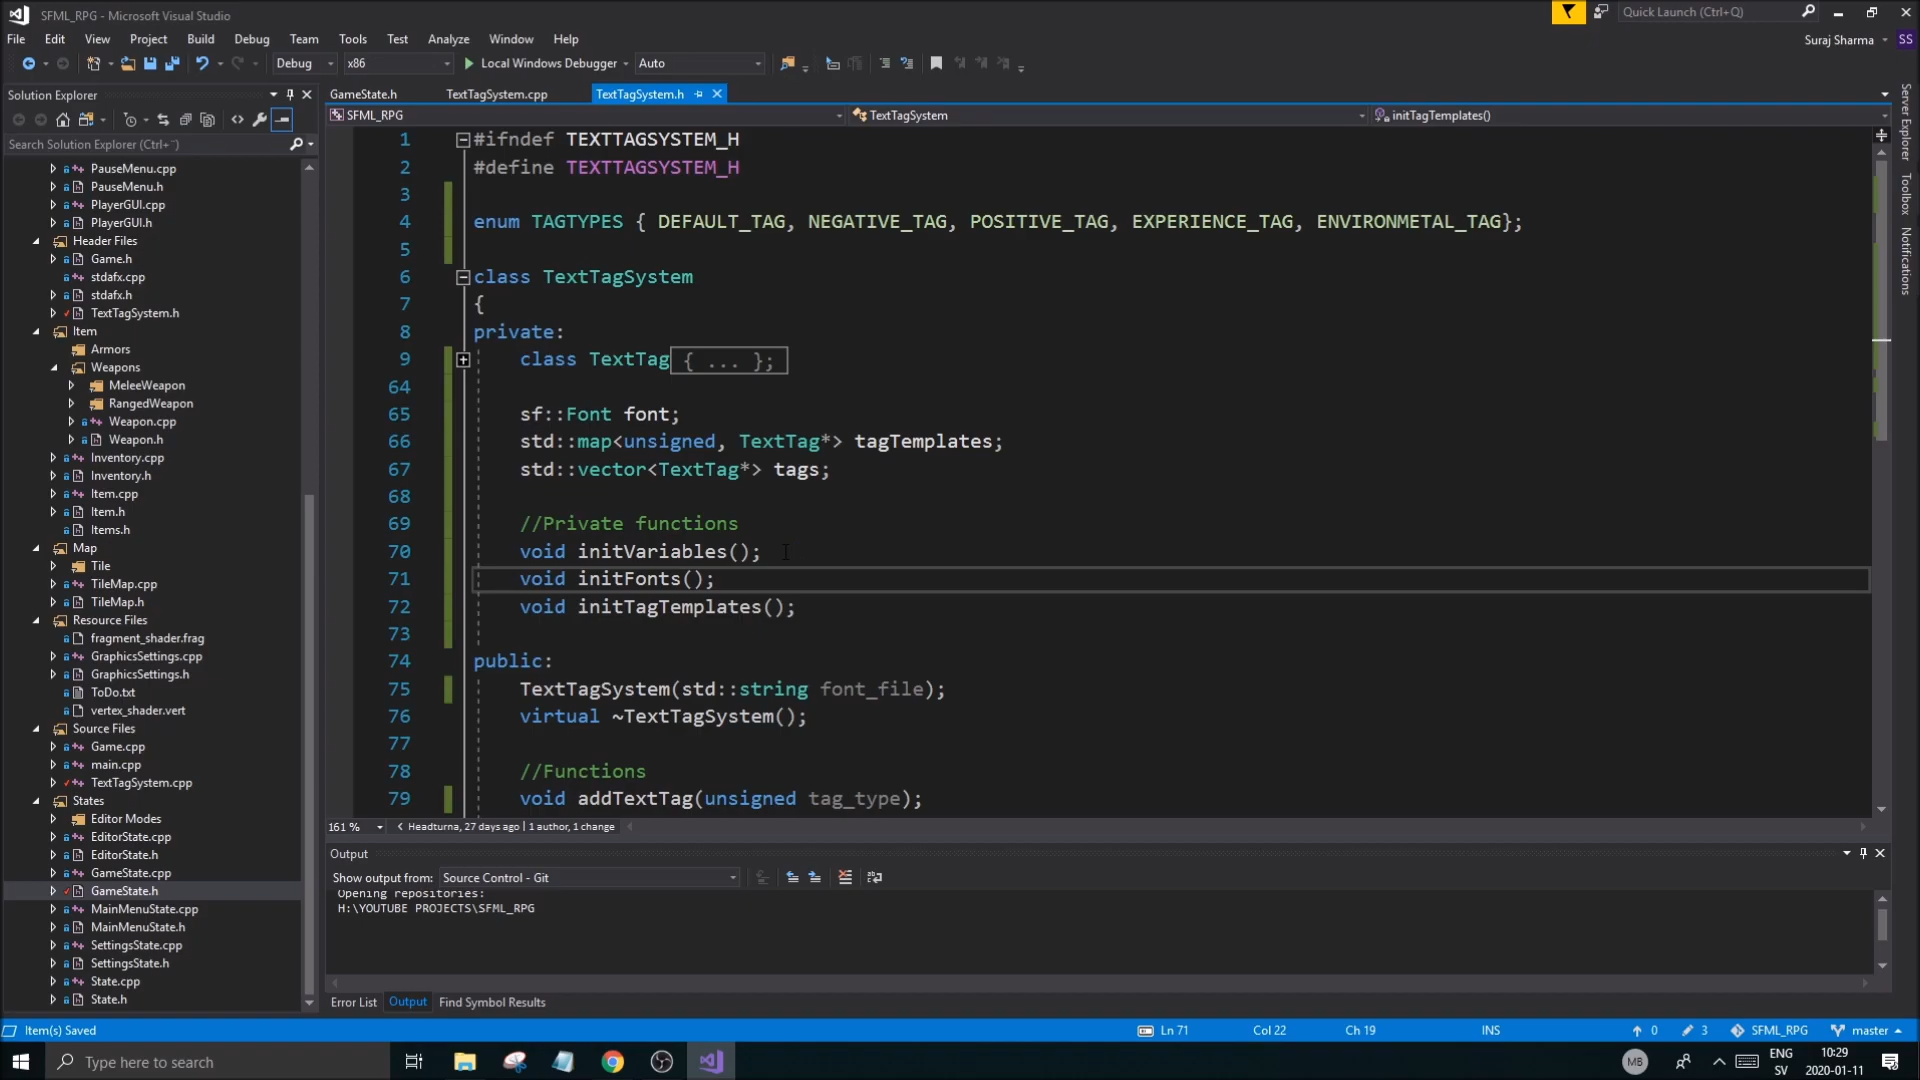 SFML_RPG - Microsoft Visual Studio
Quick Launch (Ctrl+Q)
File Edit View Project Build Debug Team Tools Test Analyze Window Help
Suraj Sharma SS
Debug x86 Local Windows Debugger Auto
Solution Explorer
GameState.h TextTagSystem.cpp TextTagSystem.h
SFML_RPG TextTagSystem initTagTemplates()
Search Solution Explorer (Ctrl+¨)
PauseMenu.cpp
PauseMenu.h
PlayerGUI.cpp
PlayerGUI.h
Header Files
Game.h
stdafx.cpp
stdafx.h
TextTagSystem.h
Item
Armors
Weapons
MeleeWeapon
RangedWeapon
Weapon.cpp
Weapon.h
Inventory.cpp
Inventory.h
Item.cpp
Item.h
Items.h
Map
Tile
TileMap.cpp
TileMap.h
Resource Files
fragment_shader.frag
GraphicsSettings.cpp
GraphicsSettings.h
ToDo.txt
vertex_shader.vert
Source Files
Game.cpp
main.cpp
TextTagSystem.cpp
States
Editor Modes
EditorState.cpp
EditorState.h
GameState.cpp
GameState.h
MainMenuState.cpp
MainMenuState.h
SettingsState.cpp
SettingsState.h
State.cpp
State.h
1 #ifndef TEXTTAGSYSTEM_H
2 #define TEXTTAGSYSTEM_H
3
4 enum TAGTYPES { DEFAULT_TAG, NEGATIVE_TAG, POSITIVE_TAG, EXPERIENCE_TAG, ENVIRONMETAL_TAG};
5
6 class TextTagSystem
7 {
8 private:
9 class TextTag { ... };
64
65 sf::Font font;
66 std::map<unsigned, TextTag*> tagTemplates;
67 std::vector<TextTag*> tags;
68
69 //Private functions
70 void initVariables();
71 void initFonts();
72 void initTagTemplates();
73
74 public:
75 TextTagSystem(std::string font_file);
76 virtual ~TextTagSystem();
77
78 //Functions
79 void addTextTag(unsigned tag_type);
161 % Headturna, 27 days ago | 1 author, 1 change
Output
Show output from: Source Control - Git
Opening repositories:
H:\YOUTUBE PROJECTS\SFML_RPG
Error List Output Find Symbol Results
Server Explorer
Toolbox
Notifications
Item(s) Saved Ln 71 Col 22 Ch 19 INS 0 3 SFML_RPG master
Type here to search
MB
ENG
SV
10:29
2020-01-11